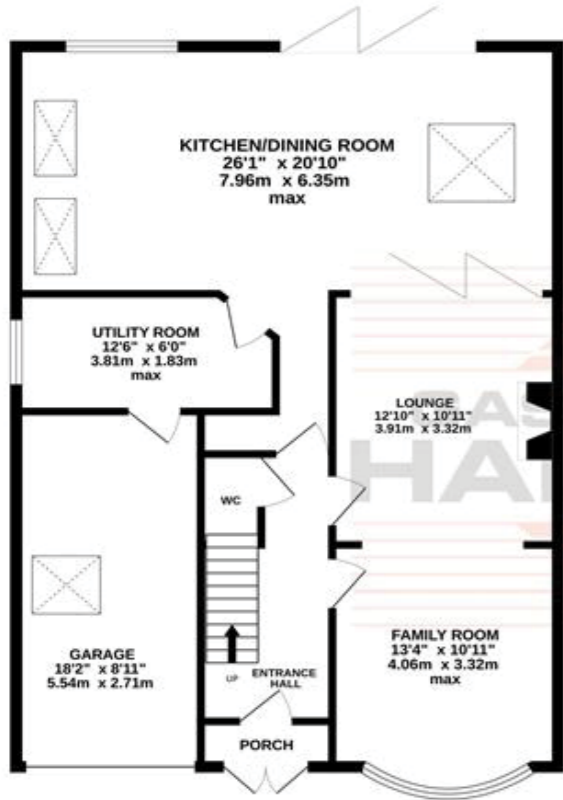 KITCHEN/DINING ROOM
26'1" x 20'10"
7.96m x 6.35m
max
UTILITY ROOM
12'6" x 6'0"
3.81m x 1.83m
max
LOUNGE
12'10" x 10'11"
3.91m x 3.32m
WC
GARAGE
18'2" x 8'11"
5.54m x 2.71m
UP
ENTRANCE
HALL
FAMILY ROOM
13'4" x 10'11"
4.06m x 3.32m
max
PORCH